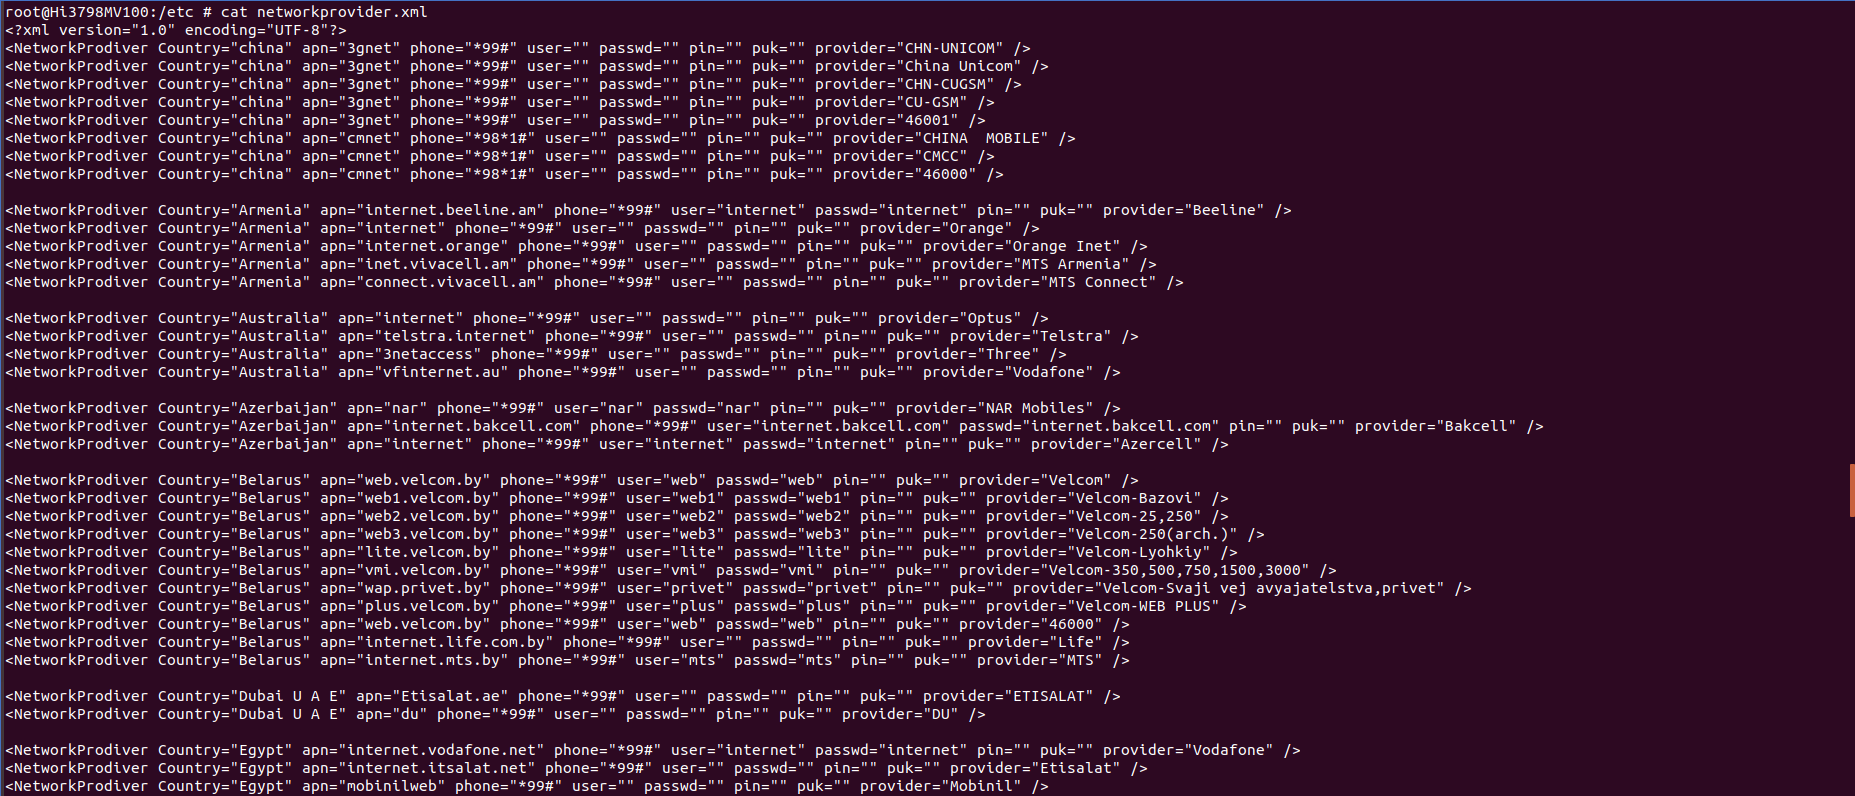 root@Hi3798MV100:/etc # cat networkprovider.xml
<?xml version="1.0" encoding="UTF-8"?>
<NetworkProdiver Country="china" apn="3gnet" phone="*99#" user="" passwd="" pin="" puk="" provider="CHN-UNICOM" />
<NetworkProdiver Country="china" apn="3gnet" phone="*99#" user="" passwd="" pin="" puk="" provider="China Unicom" />
<NetworkProdiver Country="china" apn="3gnet" phone="*99#" user="" passwd="" pin="" puk="" provider="CHN-CUGSM" />
<NetworkProdiver Country="china" apn="3gnet" phone="*99#" user="" passwd="" pin="" puk="" provider="CU-GSM" />
<NetworkProdiver Country="china" apn="3gnet" phone="*99#" user="" passwd="" pin="" puk="" provider="46001" />
<NetworkProdiver Country="china" apn="cmnet" phone="*98*1#" user="" passwd="" pin="" puk="" provider="CHINA  MOBILE" />
<NetworkProdiver Country="china" apn="cmnet" phone="*98*1#" user="" passwd="" pin="" puk="" provider="CMCC" />
<NetworkProdiver Country="china" apn="cmnet" phone="*98*1#" user="" passwd="" pin="" puk="" provider="46000" />
<NetworkProdiver Country="Armenia" apn="internet.beeline.am" phone="*99#" user="internet" passwd="internet" pin="" puk="" provider="Beeline" />
<NetworkProdiver Country="Armenia" apn="internet" phone="*99#" user="" passwd="" pin="" puk="" provider="Orange" />
<NetworkProdiver Country="Armenia" apn="internet.orange" phone="*99#" user="" passwd="" pin="" puk="" provider="Orange Inet" />
<NetworkProdiver Country="Armenia" apn="inet.vivacell.am" phone="*99#" user="" passwd="" pin="" puk="" provider="MTS Armenia" />
<NetworkProdiver Country="Armenia" apn="connect.vivacell.am" phone="*99#" user="" passwd="" pin="" puk="" provider="MTS Connect" />
<NetworkProdiver Country="Australia" apn="internet" phone="*99#" user="" passwd="" pin="" puk="" provider="Optus" />
<NetworkProdiver Country="Australia" apn="telstra.internet" phone="*99#" user="" passwd="" pin="" puk="" provider="Telstra" />
<NetworkProdiver Country="Australia" apn="3netaccess" phone="*99#" user="" passwd="" pin="" puk="" provider="Three" />
<NetworkProdiver Country="Australia" apn="vfinternet.au" phone="*99#" user="" passwd="" pin="" puk="" provider="Vodafone" />
<NetworkProdiver Country="Azerbaijan" apn="nar" phone="*99#" user="nar" passwd="nar" pin="" puk="" provider="NAR Mobiles" />
<NetworkProdiver Country="Azerbaijan" apn="internet.bakcell.com" phone="*99#" user="internet.bakcell.com" passwd="internet.bakcell.com" pin="" puk="" provider="Bakcell" />
<NetworkProdiver Country="Azerbaijan" apn="internet" phone="*99#" user="internet" passwd="internet" pin="" puk="" provider="Azercell" />
<NetworkProdiver Country="Belarus" apn="web.velcom.by" phone="*99#" user="web" passwd="web" pin="" puk="" provider="Velcom" />
<NetworkProdiver Country="Belarus" apn="web1.velcom.by" phone="*99#" user="web1" passwd="web1" pin="" puk="" provider="Velcom-Bazovi" />
<NetworkProdiver Country="Belarus" apn="web2.velcom.by" phone="*99#" user="web2" passwd="web2" pin="" puk="" provider="Velcom-25,250" />
<NetworkProdiver Country="Belarus" apn="web3.velcom.by" phone="*99#" user="web3" passwd="web3" pin="" puk="" provider="Velcom-250(arch.)" />
<NetworkProdiver Country="Belarus" apn="lite.velcom.by" phone="*99#" user="lite" passwd="lite" pin="" puk="" provider="Velcom-Lyohkiy" />
<NetworkProdiver Country="Belarus" apn="vmi.velcom.by" phone="*99#" user="vmi" passwd="vmi" pin="" puk="" provider="Velcom-350,500,750,1500,3000" />
<NetworkProdiver Country="Belarus" apn="wap.privet.by" phone="*99#" user="privet" passwd="privet" pin="" puk="" provider="Velcom-Svaji vej avyajatelstva,privet" />
<NetworkProdiver Country="Belarus" apn="plus.velcom.by" phone="*99#" user="plus" passwd="plus" pin="" puk="" provider="Velcom-WEB PLUS" />
<NetworkProdiver Country="Belarus" apn="web.velcom.by" phone="*99#" user="web" passwd="web" pin="" puk="" provider="46000" />
<NetworkProdiver Country="Belarus" apn="internet.life.com.by" phone="*99#" user="" passwd="" pin="" puk="" provider="Life" />
<NetworkProdiver Country="Belarus" apn="internet.mts.by" phone="*99#" user="mts" passwd="mts" pin="" puk="" provider="MTS" />
<NetworkProdiver Country="Dubai U A E" apn="Etisalat.ae" phone="*99#" user="" passwd="" pin="" puk="" provider="ETISALAT" />
<NetworkProdiver Country="Dubai U A E" apn="du" phone="*99#" user="" passwd="" pin="" puk="" provider="DU" />
<NetworkProdiver Country="Egypt" apn="internet.vodafone.net" phone="*99#" user="internet" passwd="internet" pin="" puk="" provider="Vodafone" />
<NetworkProdiver Country="Egypt" apn="internet.itsalat.net" phone="*99#" user="" passwd="" pin="" puk="" provider="Etisalat" />
<NetworkProdiver Country="Egypt" apn="mobinilweb" phone="*99#" user="" passwd="" pin="" puk="" provider="Mobinil" />